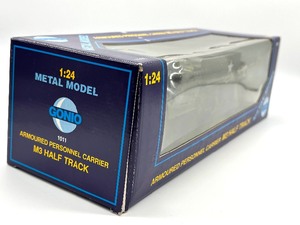 1:24
METAL MODEL
GONIO
1011
ARMOURED PERSONNEL CARRIER
M3 HALF TRACK
1:24
ARMOURED PERSONNEL CARRIER M3 HALF TRACK